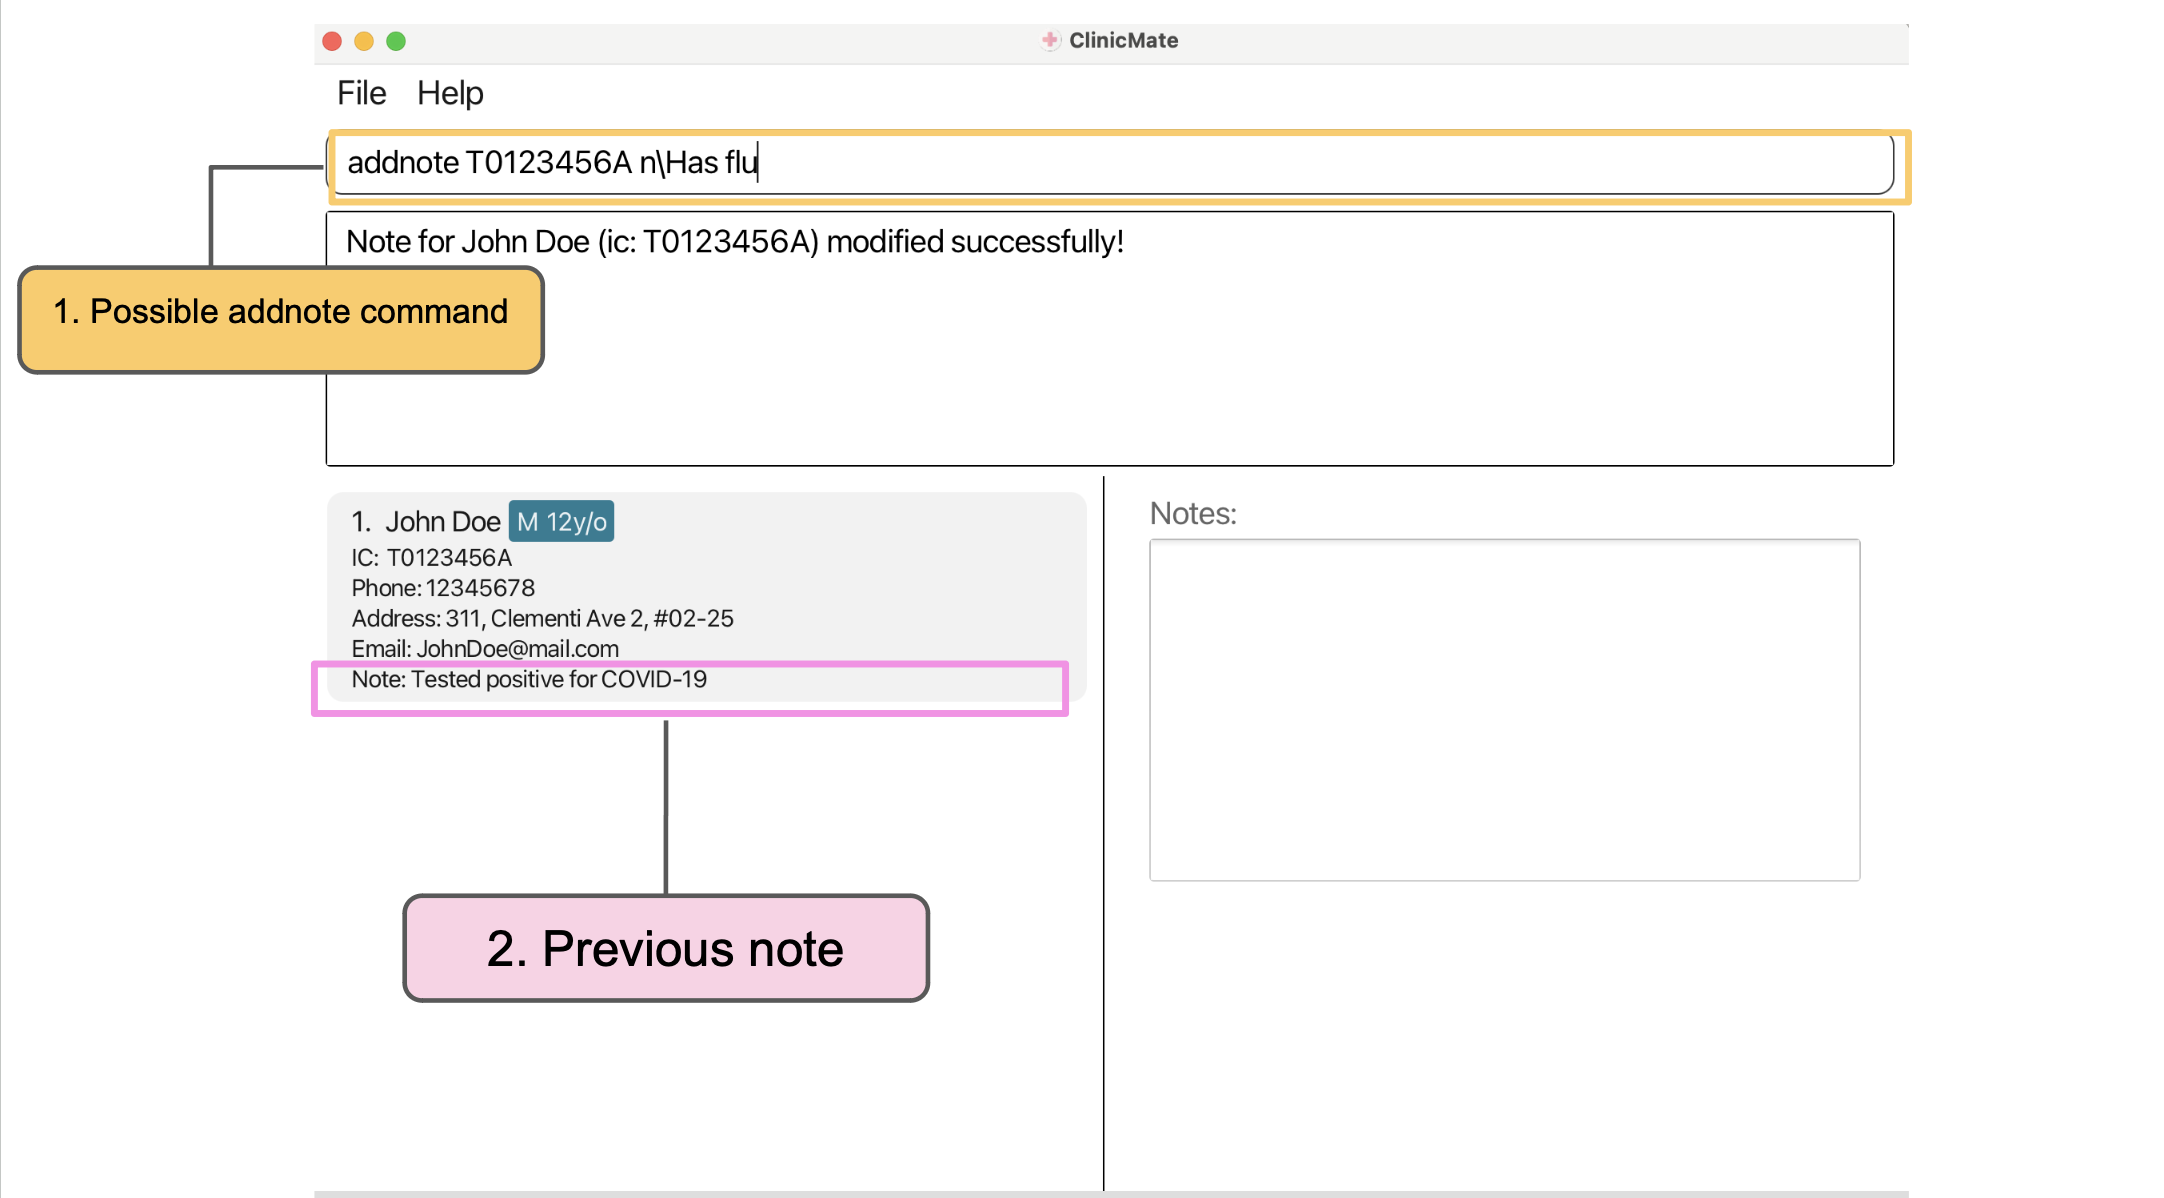 ClinicMate
File Help
addnote T0123456A n\Has flu
Note for John Doe (ic: T0123456A) modified successfully!
1. Possible addnote command
1. John Doe M 12y/o
IC: T0123456A
Phone: 12345678
Address: 311, Clementi Ave 2, #02-25
Email: JohnDoe@mail.com
Note: Tested positive for COVID-19
Notes:
2. Previous note